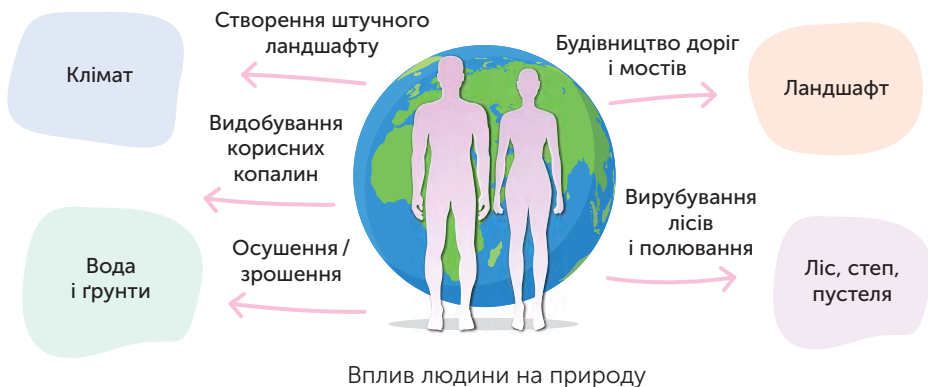 Створення штучного
ландшафту
Клімат
Будівництво доріг
і мостів
Ландшафт
Видобування
корисних
копалин
Вирубування
лісів
і полювання
Осушення /
зрошення
Вода
і ґрунти
Ліс, степ,
пустеля
Вплив людини на природу